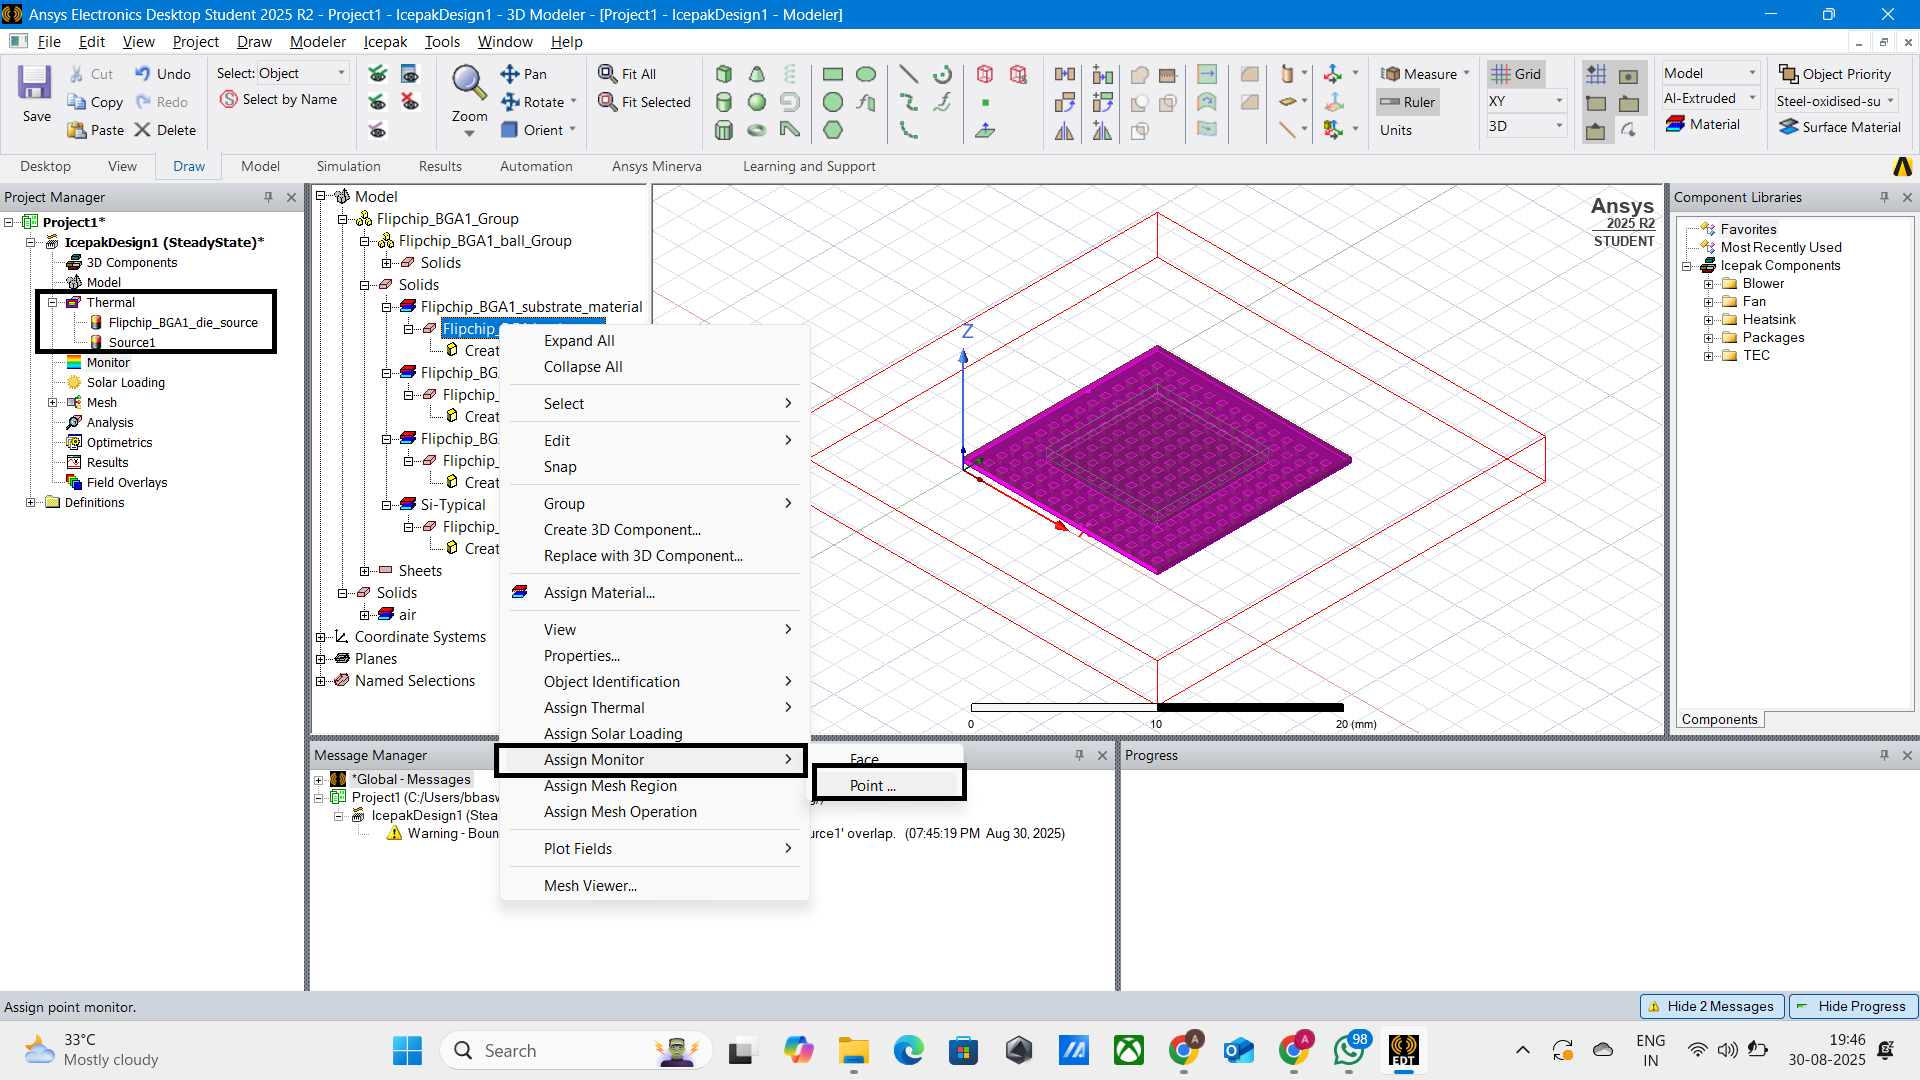 Ansys Electronics Desktop Student 2025 R2 - Project1 - IcepakDesign1 - 3D Modeler - [Project1 - IcepakDesign1 - Modeler]
File Edit View Project Draw Modeler Icepak Tools Window Help
Save
Cut
Copy
Paste
Undo
Redo
Delete
Select: Object
Select by Name
Zoom
Pan
Rotate
Orient
Fit All
Fit Selected
Measure
Ruler
Units
Grid
XY
3D
Model
Al-Extruded
Material
Object Priority
Steel-oxidised-su
Surface Material
Desktop View Draw Model Simulation Results Automation Ansys Minerva Learning and Support
Project Manager
Project1*
IcepakDesign1 (SteadyState)*
3D Components
Model
Thermal
Flipchip_BGA1_die_source
Source1
Monitor
Solar Loading
Mesh
Analysis
Optimetrics
Results
Field Overlays
Definitions
Model
Flipchip_BGA1_Group
Flipchip_BGA1_ball_Group
Solids
Solids
Flipchip_BGA1_substrate_material
Flipchip_
Creat
Flipchip_BGA
Flipchip_
Creat
Flipchip_BGA
Flipchip_
Creat
Si-Typical
Flipchip_
Creat
Sheets
Solids
air
Coordinate Systems
Planes
Named Selections
Expand All
Collapse All
Select
Edit
Snap
Group
Create 3D Component...
Replace with 3D Component...
Assign Material...
View
Properties...
Object Identification
Assign Thermal
Assign Solar Loading
Assign Monitor
Assign Mesh Region
Assign Mesh Operation
Plot Fields
Mesh Viewer...
Face
Point ...
Z
0 10 20 (mm)
Ansys
2025 R2
STUDENT
Component Libraries
Favorites
Most Recently Used
Icepak Components
Blower
Fan
Heatsink
Packages
TEC
Components
Message Manager
*Global - Messages
Project1 (C:/Users/bbasw
IcepakDesign1 (Stea
Warning - Boun
urce1' overlap. (07:45:19 PM Aug 30, 2025)
Progress
Assign point monitor.
Hide 2 Messages
Hide Progress
33°C
Mostly cloudy
Search
A
A
98
EDT
ENG
IN
19:46
30-08-2025